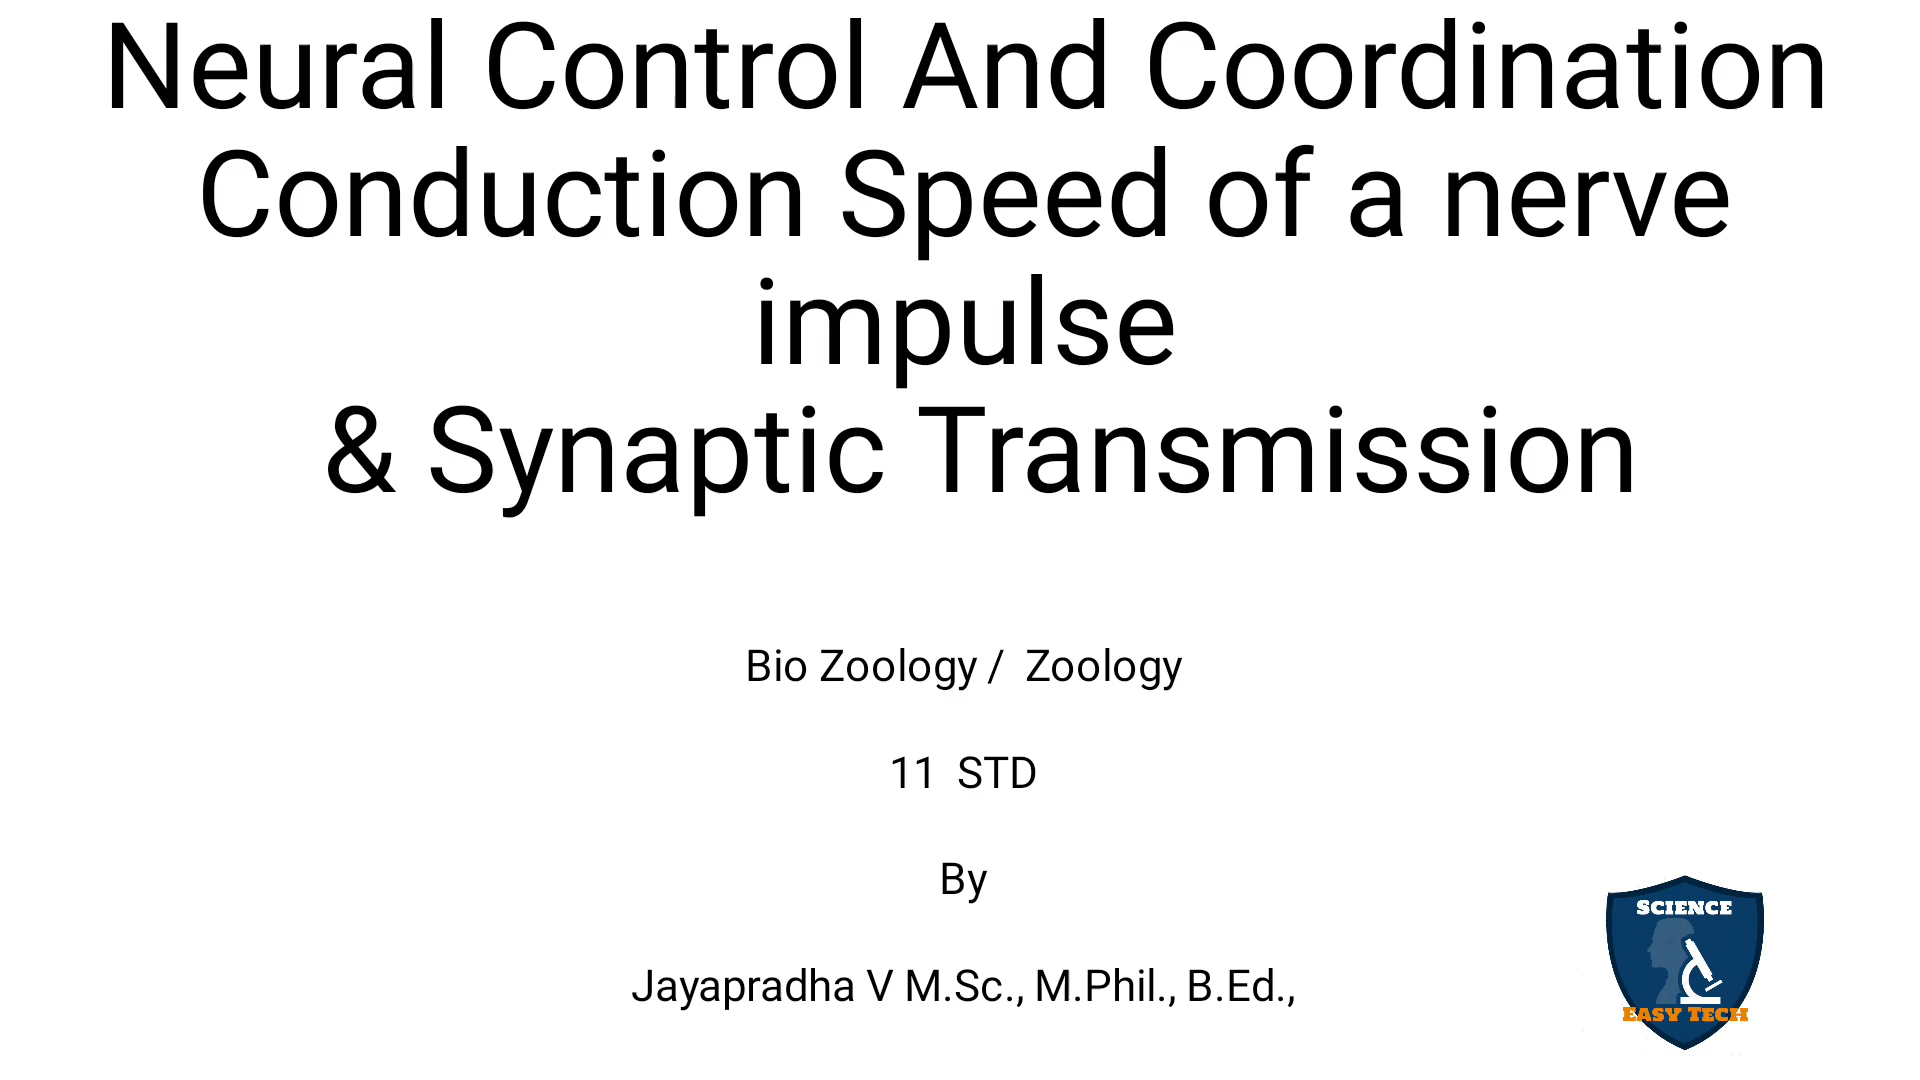 Neural Control And Coordination
Conduction Speed of a nerve
impulse
& Synaptic Transmission
Bio Zoology /  Zoology
11  STD
By
Jayapradha V M.Sc., M.Phil., B.Ed.,
SCIENCE
EASY TECH